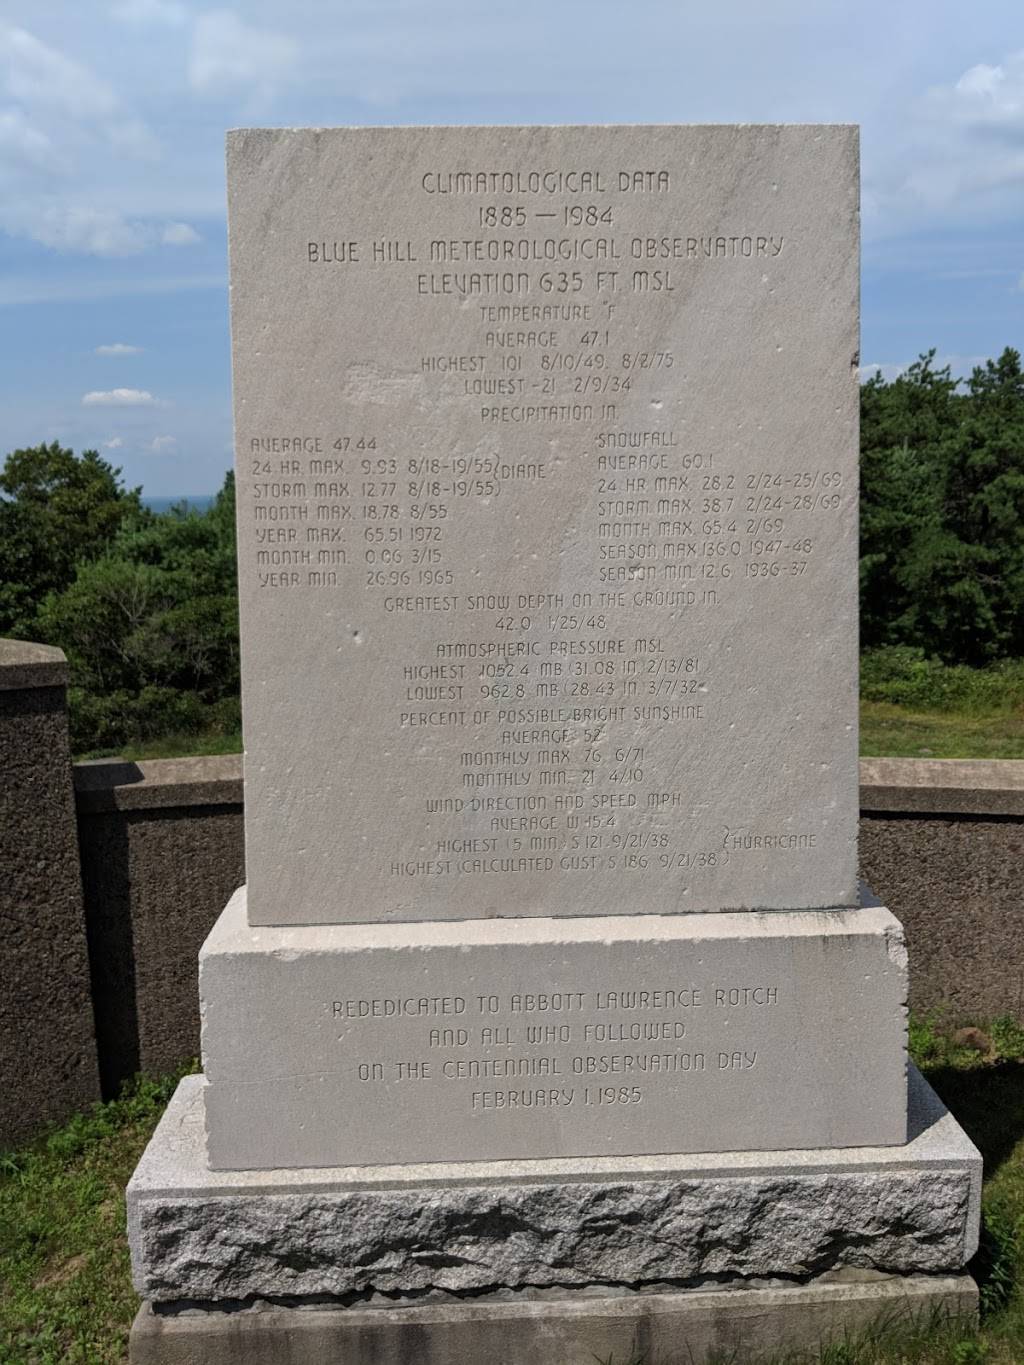 CLIMATOLOGICAL DATA
1885 — 1984
BLUE HILL METEOROLOGICAL OBSERVATORY
ELEVATION 635 FT. MSL
TEMPERATURE °F
AVERAGE 47.1
HIGHEST 101 8/10/49, 8/2/75
LOWEST -21 2/9/34
PRECIPITATION IN.
AVERAGE 47.44
24 HR. MAX. 9.93 8/18-19/55
STORM MAX. 12.77 8/18-19/55
} DIANE
MONTH MAX. 18.78 8/55
YEAR MAX. 65.51 1972
MONTH MIN. 0.06 3/15
YEAR MIN. 26.96 1965
SNOWFALL
AVERAGE 60.1
24 HR. MAX. 28.2 2/24-25/69
STORM MAX. 38.7 2/24-28/69
MONTH MAX. 65.4 2/69
SEASON MAX. 136.0 1947-48
SEASON MIN. 12.6 1936-37
GREATEST SNOW DEPTH ON THE GROUND IN.
42.0 1/25/48
ATMOSPHERIC PRESSURE MSL
HIGHEST 1052.4 MB (31.08 IN.) 2/13/81
LOWEST 962.8 MB (28.43 IN.) 3/7/32
PERCENT OF POSSIBLE BRIGHT SUNSHINE
AVERAGE 52
MONTHLY MAX. 76 6/71
MONTHLY MIN. 21 4/10
WIND DIRECTION AND SPEED MPH
AVERAGE W 15.4
HIGHEST (5 MIN.) S 121 9/21/38
HIGHEST (CALCULATED GUST) S 186 9/21/38
} HURRICANE
REDEDICATED TO ABBOTT LAWRENCE ROTCH
AND ALL WHO FOLLOWED
ON THE CENTENNIAL OBSERVATION DAY
FEBRUARY 1, 1985